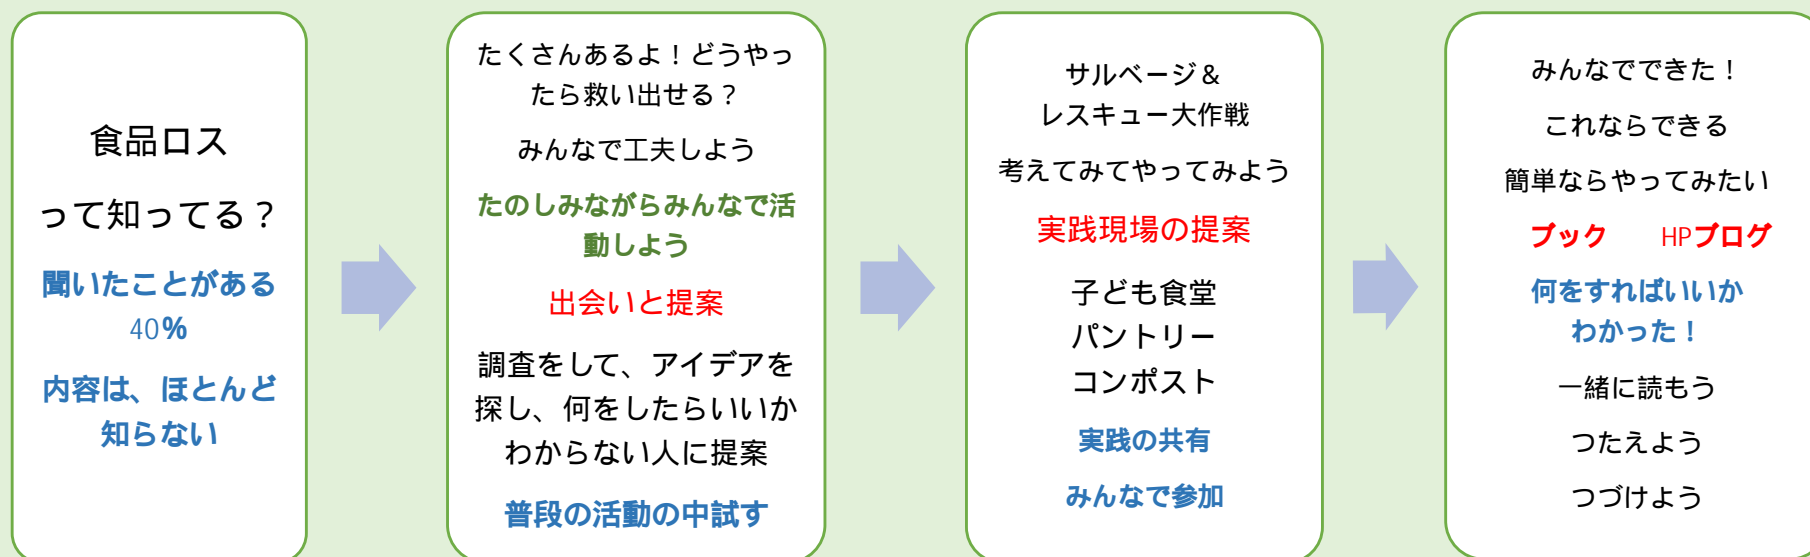 食品ロス
って知ってる？
聞いたことがある
40%
内容は、ほとんど
知らない
たくさんあるよ！どうやっ
たら救い出せる？
みんなで工夫しよう
たのしみながらみんなで活
動しよう
出会いと提案
調査をして、アイデアを
探し、何をしたらいいか
わからない人に提案
普段の活動の中試す
サルベージ＆
レスキュー大作戦
考えてみてやってみよう
実践現場の提案
子ども食堂
パントリー
コンポスト
実践の共有
みんなで参加
みんなでできた！
これならできる
簡単ならやってみたい
ブック　HPブログ
何をすればいいか
わかった！
一緒に読もう
つたえよう
つづけよう